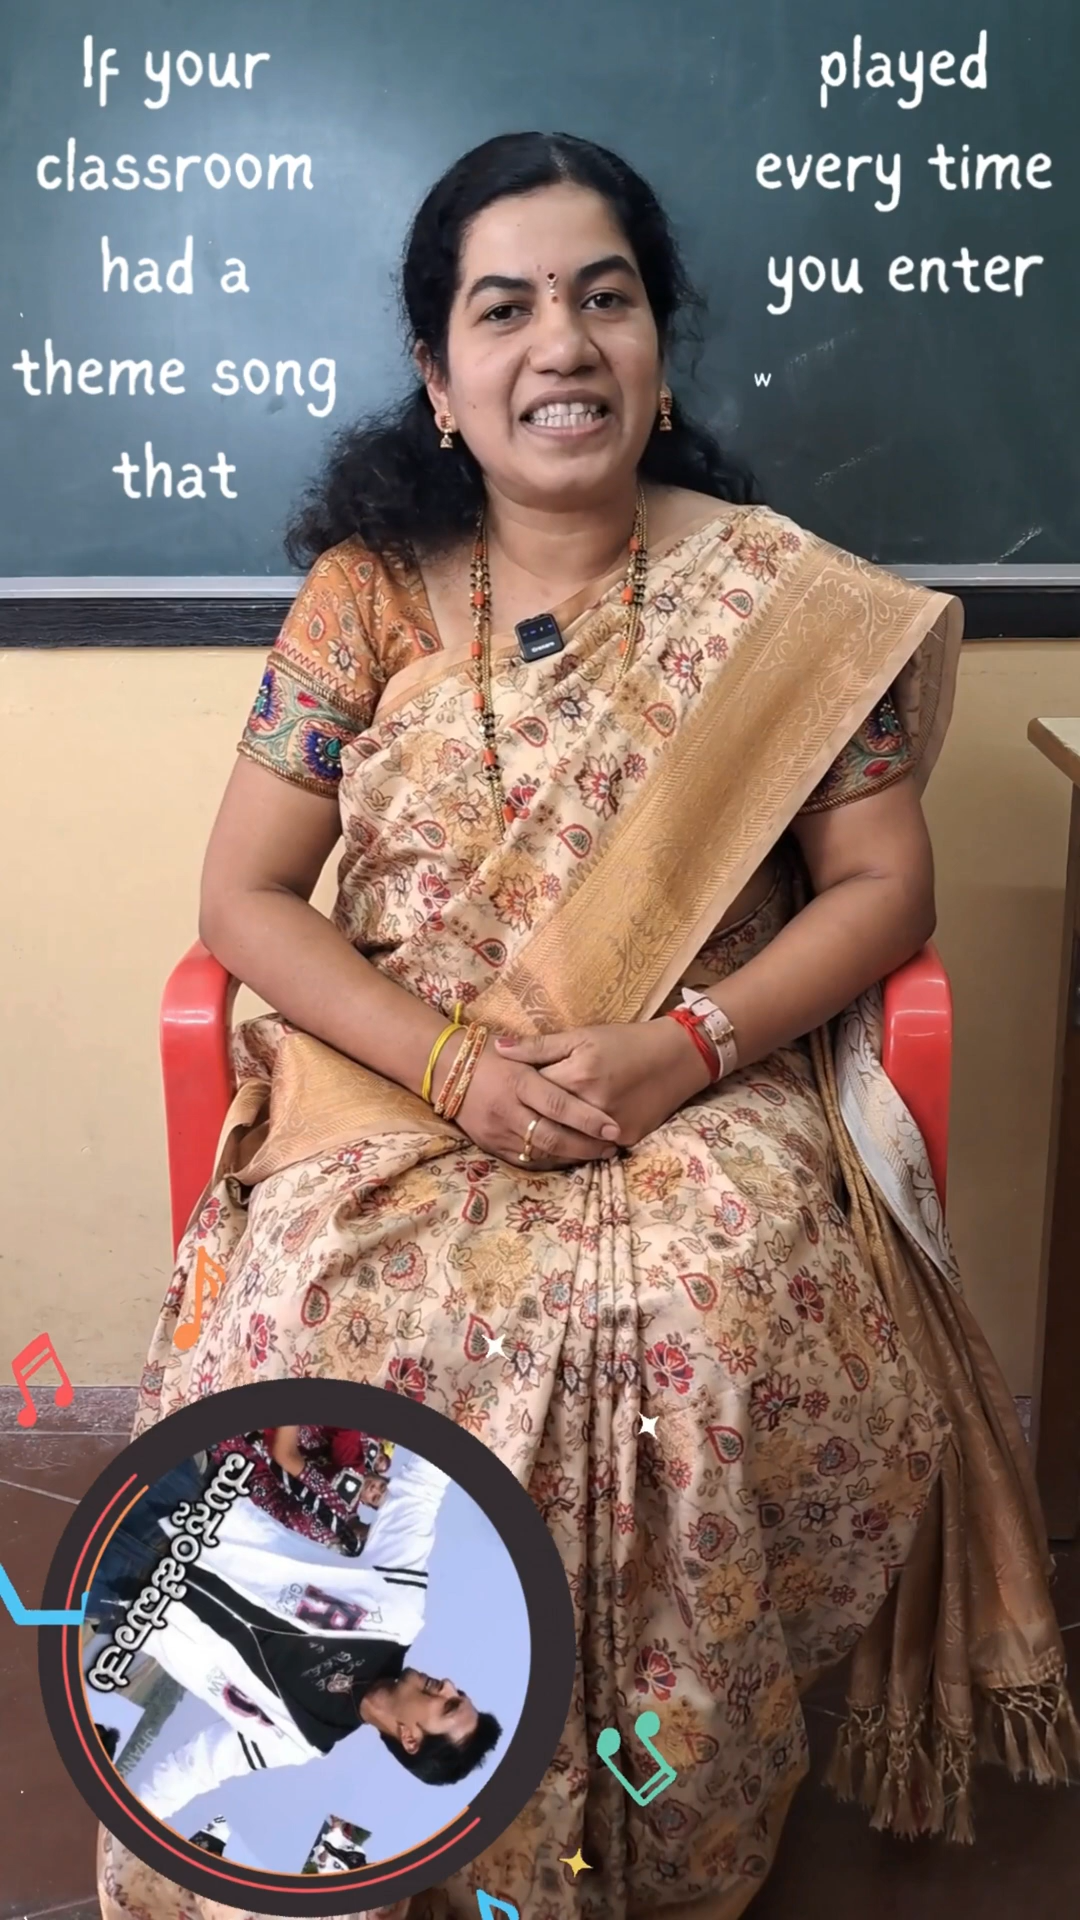 If your
classroom
had a
theme song
that
played
every time
you enter
w
ಮುಸ್ಸಂಜೆಮಾತು